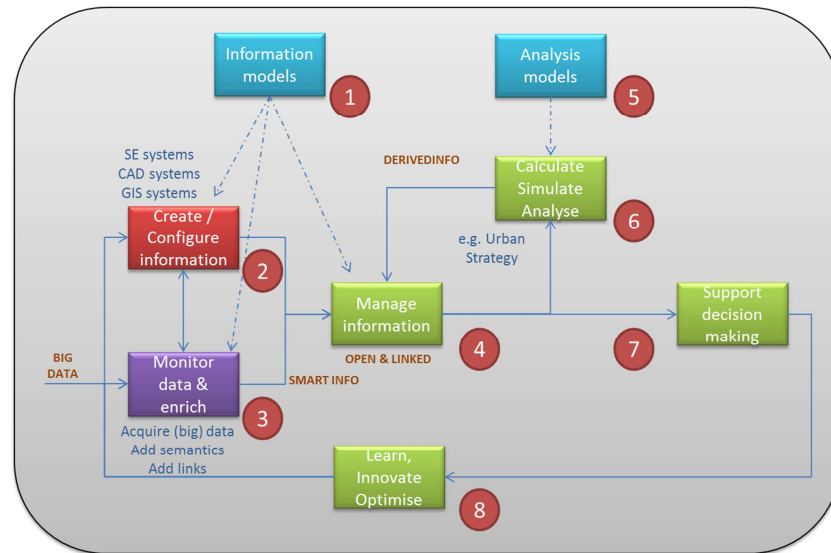 Information
models
1
Analysis
models
5
SE systems
CAD systems
GIS systems
DERIVEDINFO
Calculate
Simulate
Analyse
6
Create /
Configure
information
2
e.g. Urban
Strategy
Manage
information
4
OPEN & LINKED
Support
decision
making
7
BIG
DATA
Monitor
data &
enrich
3
SMART INFO
Acquire (big) data
Add semantics
Add links
Learn,
Innovate
Optimise
8